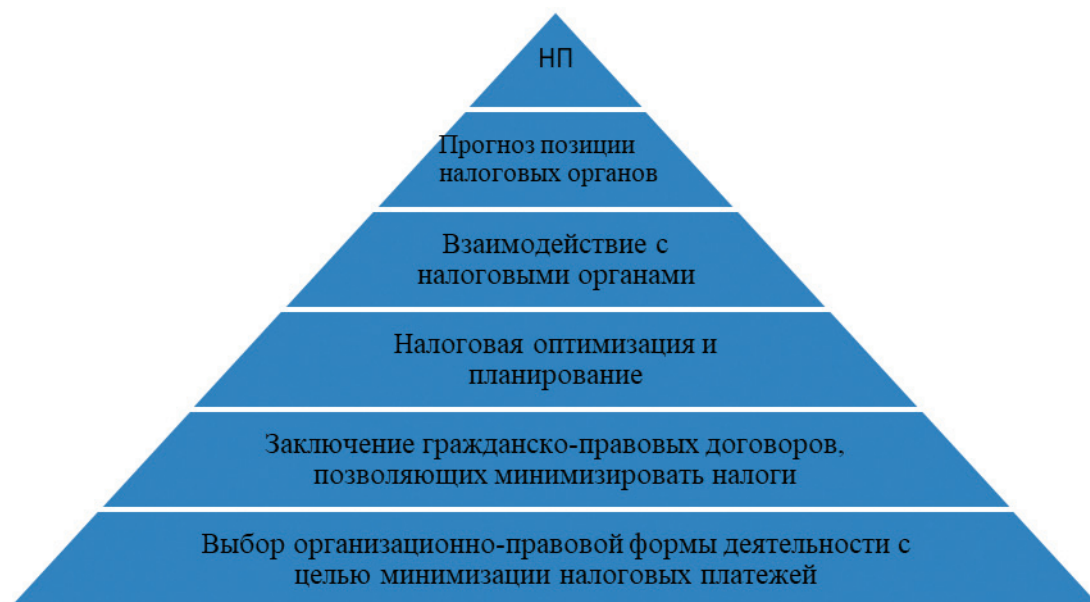 НП
Прогноз позиции
налоговых органов
Взаимодействие с
налоговыми органами
Налоговая оптимизация и
планирование
Заключение гражданско-правовых договоров,
позволяющих минимизировать налоги
Выбор организационно-правовой формы деятельности с
целью минимизации налоговых платежей